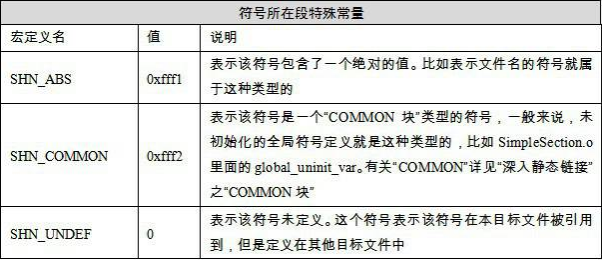 符号所在段特殊常量
宏定义名 值 说明
SHN_ABS 0xfff1 表示该符号包含了一个绝对的值。比如表示文件名的符号就属
于这种类型的
SHN_COMMON 0xfff2 表示该符号是一个“COMMON 块”类型的符号，一般来说，未
初始化的全局符号定义就是这种类型的，比如 SimpleSection.o
里面的 global_uninit_var。有关“COMMON”详见“深入静态链接”
之“COMMON 块”
SHN_UNDEF 0 表示该符号未定义。这个符号表示该符号在本目标文件被引用
到，但是定义在其他目标文件中